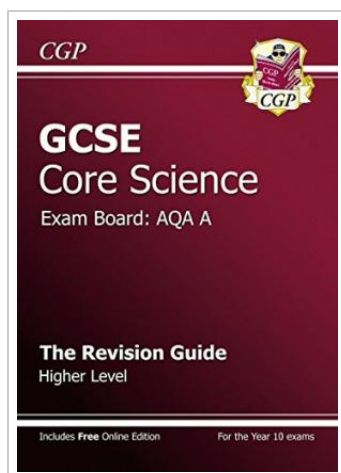 CGP
CGP
CGP
GCSE
Core Science
Exam Board: AQA A
The Revision Guide
Higher Level
Includes Free Online Edition
For the Year 10 exams